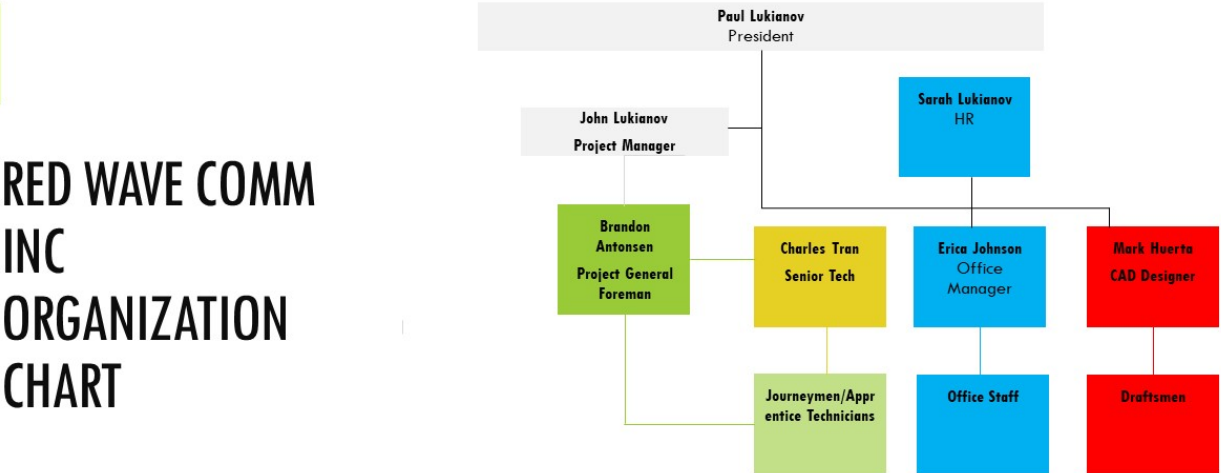 RED WAVE COMM
INC
ORGANIZATION
CHART
Paul Lukianov
President
John Lukianov
Project Manager
Sarah Lukianov
HR
Brandon
Antonsen
Project General
Foreman
Charles Tran
Senior Tech
Erica Johnson
Office
Manager
Mark Huerta
CAD Designer
Journeymen/Appr
entice Technicians
Office Staff
Draftsmen